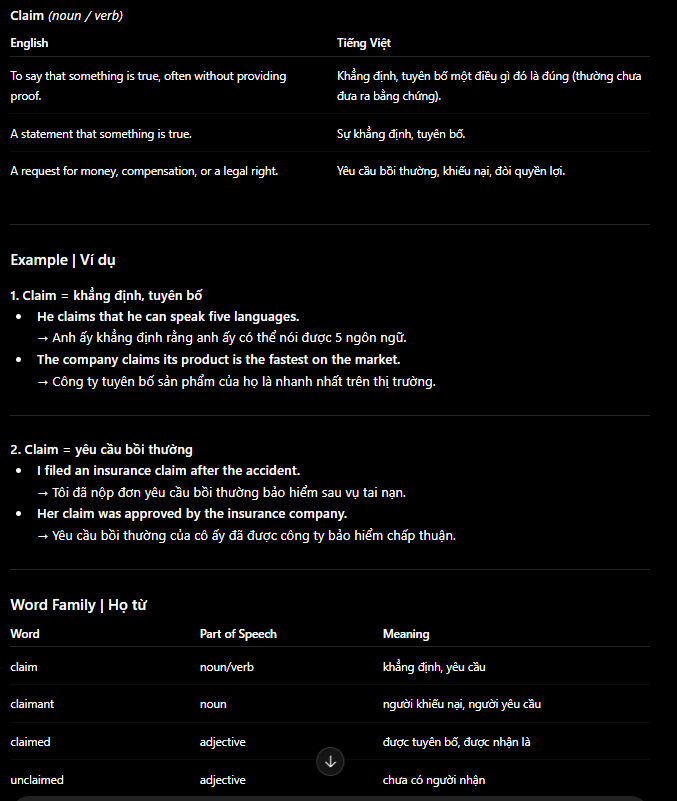 Claim (noun / verb)
English Tiếng Việt
To say that something is true, often without providing Khẳng định, tuyên bố một điều gì đó là đúng (thường chưa
proof. đưa ra bằng chứng).
A statement that something is true. Sự khẳng định, tuyên bố.
A request for money, compensation, or a legal right. Yêu cầu bồi thường, khiếu nại, đòi quyền lợi.
Example | Ví dụ
1. Claim = khẳng định, tuyên bố
• He claims that he can speak five languages.
→ Anh ấy khẳng định rằng anh ấy có thể nói được 5 ngôn ngữ.
• The company claims its product is the fastest on the market.
→ Công ty tuyên bố sản phẩm của họ là nhanh nhất trên thị trường.
2. Claim = yêu cầu bồi thường
• I filed an insurance claim after the accident.
→ Tôi đã nộp đơn yêu cầu bồi thường bảo hiểm sau vụ tai nạn.
• Her claim was approved by the insurance company.
→ Yêu cầu bồi thường của cô ấy đã được công ty bảo hiểm chấp thuận.
Word Family | Họ từ
Word Part of Speech Meaning
claim noun/verb khẳng định, yêu cầu
claimant noun người khiếu nại, người yêu cầu
claimed adjective được tuyên bố, được nhận là
unclaimed adjective chưa có người nhận